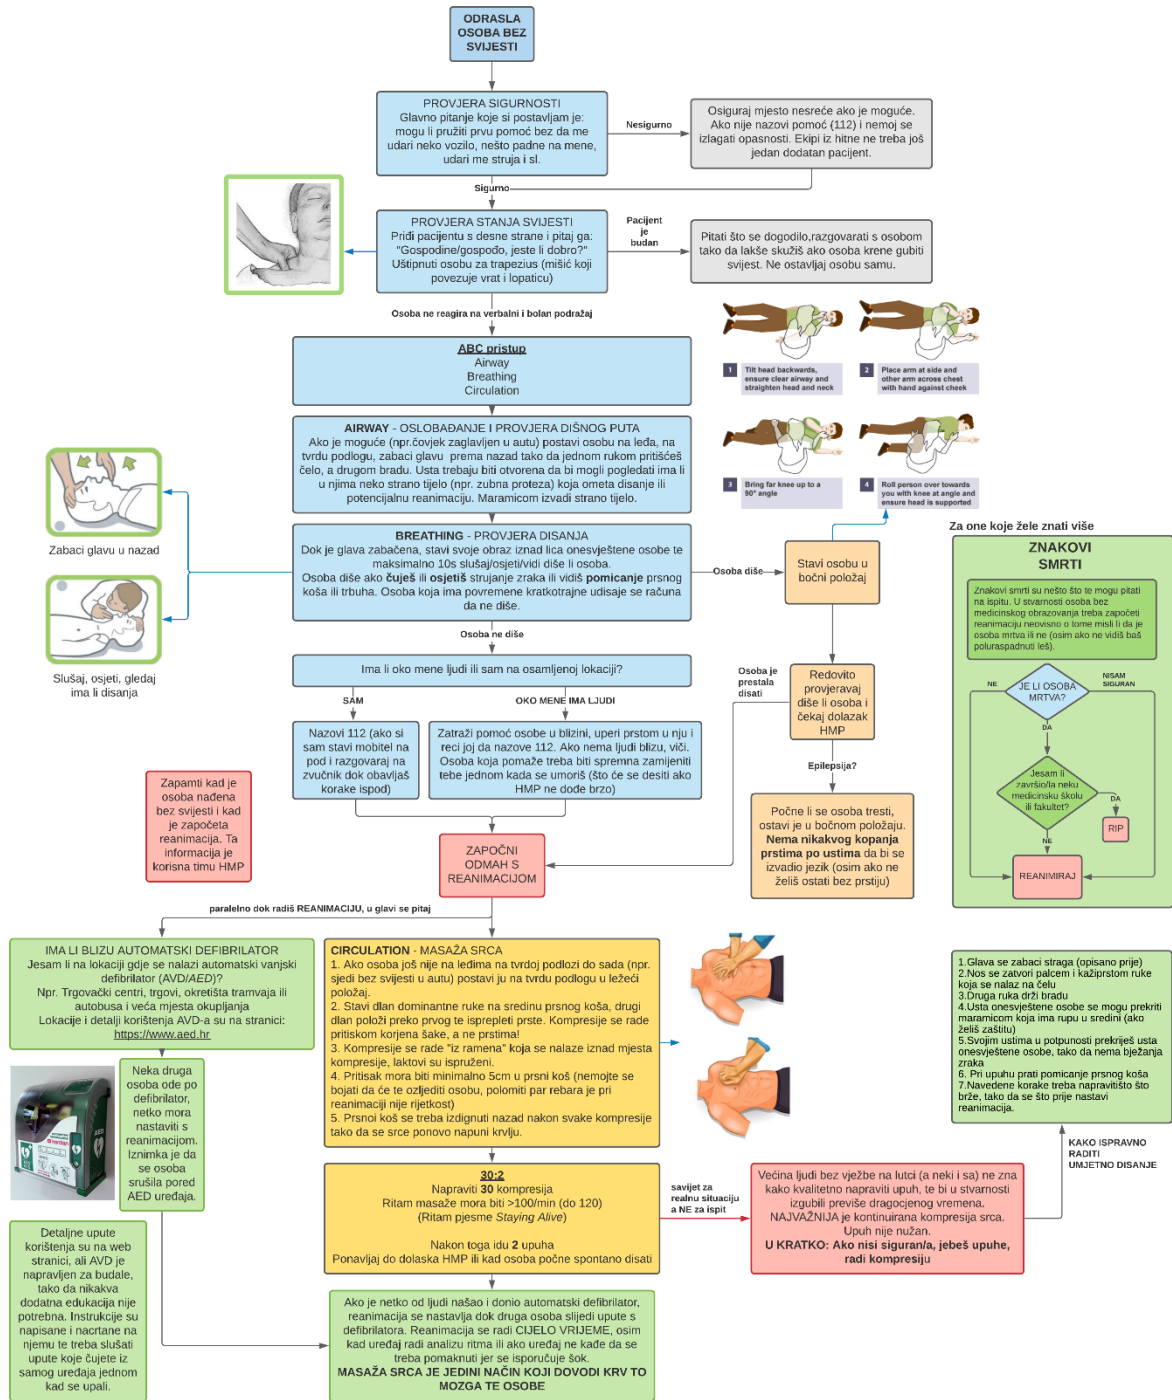 ODRASLA
OSOBA BEZ
SVIJESTI
PROVJERA SIGURNOSTI
Glavno pitanje koje si postavljam je:
mogu li pružiti prvu pomoć bez da me
udari neko vozilo, nešto padne na mene,
udari me struja i sl.
Nesigurno
Osiguraj mjesto nesreće ako je moguće.
Ako nije nazovi pomoć (112) i nemoj se
izlagati opasnosti. Ekipi iz hitne ne treba još
jedan dodatan pacijent.
Sigurno
PROVJERA STANJA SVIJESTI
Priđi pacijentu s desne strane i pitaj ga:
"Gospodine/gospođo, jeste li dobro?"
Uštipnuti osobu za trapezius (mišić koji
povezuje vrat i lopaticu)
Pacijent
je
budan
Pitati što se dogodilo,razgovarati s osobom
tako da lakše skužiš ako osoba krene gubiti
svijest. Ne ostavljaj osobu samu.
Osoba ne reagira na verbalni i bolan podražaj
ABC pristup
Airway
Breathing
Circulation
1 Tilt head backwards,
ensure clear airway and
straighten head and neck
2 Place arm at side and
other arm across chest
with hand against cheek
3 Bring far knee up to a
90° angle
4 Roll person over towards
you with knee at angle and
ensure head is supported
AIRWAY - OSLOBAĐANJE I PROVJERA DIŠNOG PUTA
Ako je moguće (npr.čovjek zaglavljen u autu) postavi osobu na leđa, na
tvrdu podlogu, zabaci glavu prema nazad tako da jednom rukom pritišćeš
čelo, a drugom bradu. Usta trebaju biti otvorena da bi mogli pogledati ima li
u njima neko strano tijelo (npr. zubna proteza) koja ometa disanje ili
potencijalnu reanimaciju. Maramicom izvadi strano tijelo.
Zabaci glavu u nazad
Slušaj, osjeti, gledaj
ima li disanja
BREATHING - PROVJERA DISANJA
Dok je glava zabačena, stavi svoje obraz iznad lica onesvještene osobe te
maksimalno 10s slušaj/osjeti/vidi diše li osoba.
Osoba diše ako čuješ ili osjetiš strujanje zraka ili vidiš pomicanje prsnog
koša ili trbuha. Osoba koja ima povremene kratkotrajne udisaje se računa
da ne diše.
Osoba diše
Stavi osobu u
bočni položaj
Za one koje žele znati više
ZNAKOVI
SMRTI
Znakovi smrti su nešto što te mogu pitati
na ispitu. U stvarnosti osoba bez
medicinskog obrazovanja treba započeti
reanimaciju neovisno o tome misli li da je
osoba mrtva ili ne (osim ako ne vidiš baš
poluraspadnuti leš).
NE
JE LI OSOBA
MRTVA?
NISAM
SIGURAN
DA
Jesam li
završio/la neku
medicinsku školu
ili fakultet?
DA
RIP
NE
REANIMIRAJ
Osoba ne diše
Ima li oko mene ljudi ili sam na osamljenoj lokaciji?
Osoba je
prestala
disati
Redovito
provjeravaj
diše li osoba i
čekaj dolazak
HMP
SAM
OKO MENE IMA LJUDI
Nazovi 112 (ako si
sam stavi mobitel na
pod i razgovaraj na
zvučnik dok obavljaš
korake ispod)
Zatraži pomoć osobe u blizini, uperi prstom u nju i
reci joj da nazove 112. Ako nema ljudi blizu, viči.
Osoba koja pomaže treba biti spremna zamijeniti
tebe jednom kada se umoriš (što će se desiti ako
HMP ne dođe brzo)
Epilepsija?
Počne li se osoba tresti,
ostavi je u bočnom položaju.
Nema nikakvog kopanja
prstima po ustima da bi se
izvadio jezik (osim ako ne
želiš ostati bez prstiju)
Zapamti kad je
osoba nađena
bez svijesti i kad
je započeta
reanimacija. Ta
informacija je
korisna timu HMP
ZAPOČNI
ODMAH S
REANIMACIJOM
paralelno dok radiš REANIMACIJU, u glavi se pitaj
IMA LI BLIZU AUTOMATSKI DEFIBRILATOR
Jesam li na lokaciji gdje se nalazi automatski vanjski
defibrilator (AVD/AED)?
Npr. Trgovački centri, trgovi, okretišta tramvaja ili
autobusa i veća mjesta okupljanja
Lokacije i detalji korištenja AVD-a su na stranici:
https://www.aed.hr
CIRCULATION - MASAŽA SRCA
1. Ako osoba još nije na leđima na tvrdoj podlozi do sada (npr.
sjedi bez svijesti u autu) postavi ju na tvrdu podlogu u ležeći
položaj.
2. Stavi dlan dominantne ruke na sredinu prsnog koša, drugi
dlan položi preko prvog te isprepleti prste. Kompresije se rade
pritiskom korjena šake, a ne prstima!
3. Kompresije se rade "iz ramena" koja se nalaze iznad mjesta
kompresije, laktovi su ispruženi.
4. Pritisak mora biti minimalno 5cm u prsni koš (nemojte se
bojati da će te ozljediti osobu, polomiti par rebara je pri
reanimaciji nije rijetkost)
5. Prsnoi koš se treba izdignuti nazad nakon svake kompresije
tako da se srce ponovo napuni krvlju.
1.Glava se zabaci straga (opisano prije)
2.Nos se zatvori palcem i kažiprstom ruke
koja se nalaz na čelu
3.Druga ruka drži bradu
4.Usta onesvještene osobe se mogu prekriti
maramicom koja ima rupu u sredini (ako
želiš zaštitu)
5.Svojim ustima u potpunosti prekriješ usta
onesvještene osobe, tako da nema bježanja
zraka
6. Pri upuhu prati pomicanje prsnog koša
7.Navedene korake treba napravitišto što
brže, tako da se što prije nastavi
reanimacija.
Neka druga
osoba ode po
defibrilator,
netko mora
nastaviti s
reanimacijom.
Iznimka je da
se osoba
srušila pored
AED uređaja.
AED
30:2
Napraviti 30 kompresija
Ritam masaže mora biti >100/min (do 120)
(Ritam pjesme Staying Alive)
Nakon toga idu 2 upuha
Ponavljaj do dolaska HMP ili kad osoba počne spontano disati
savijet za
realnu situaciju
a NE za ispit
Većina ljudi bez vježbe na lutci (a neki i sa) ne zna
kako kvalitetno napraviti upuh, te bi u stvarnosti
izgubili previše dragocjenog vremena.
NAJVAŽNIJA je kontinuirana kompresija srca.
Upuh nije nužan.
U KRATKO: Ako nisi siguran/a, jebeš upuhe,
radi kompresiju
KAKO ISPRAVNO
RADITI
UMJETNO DISANJE
Detaljne upute
korištenja su na web
stranici, ali AVD je
napravljen za budale,
tako da nikakva
dodatna edukacija nije
potrebna. Instrukcije su
napisane i nacrtane na
njemu te treba slušati
upute koje čujete iz
samog uređaja jednom
kad se upali.
Ako je netko od ljudi našao i donio automatski defibrilator,
reanimacija se nastavlja dok druga osoba slijedi upute s
defibrilatora. Reanimacija se radi CIJELO VRIJEME, osim
kad uređaj radi analizu ritma ili ako uređaj ne kađe da se
treba pomaknuti jer se isporučuje šok.
MASAŽA SRCA JE JEDINI NAČIN KOJI DOVODI KRV TO
MOZGA TE OSOBE